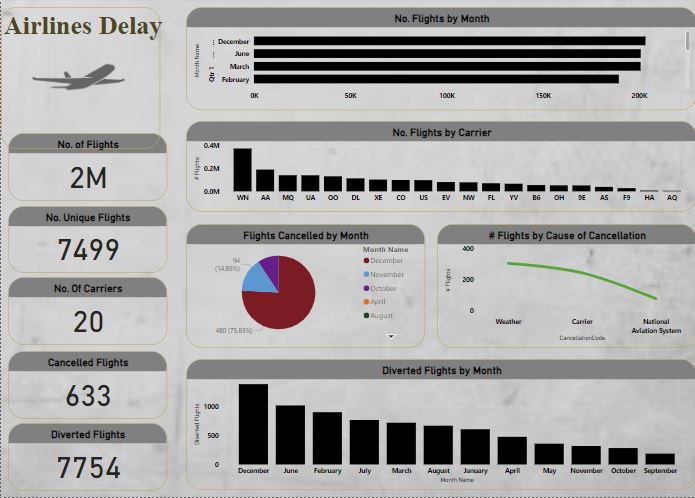 Airlines Delay
No. of Flights
2M
No. Unique Flights
7499
No. Of Carriers
20
Cancelled Flights
633
Diverted Flights
7754
No. Flights by Month
Month Name
Qtr 1
December
June
March
February
0K 50K 100K 150K 200K
No. Flights by Carrier
# Flights
0.4M
0.2M
0.0M
WN AA MQ UA OO DL XE CO US EV NW FL YV B6 OH 9E AS F9 HA AQ
Flights Cancelled by Month
94
(14.85%)
480 (75.83%)
Month Name
December
November
October
April
August
# Flights by Cause of Cancellation
# Flights
400
200
0
Weather Carrier National
Aviation System
CancellationCode
Diverted Flights by Month
Diverted Flights
1000
500
0
December June February July March August January April May November October September
Month Name